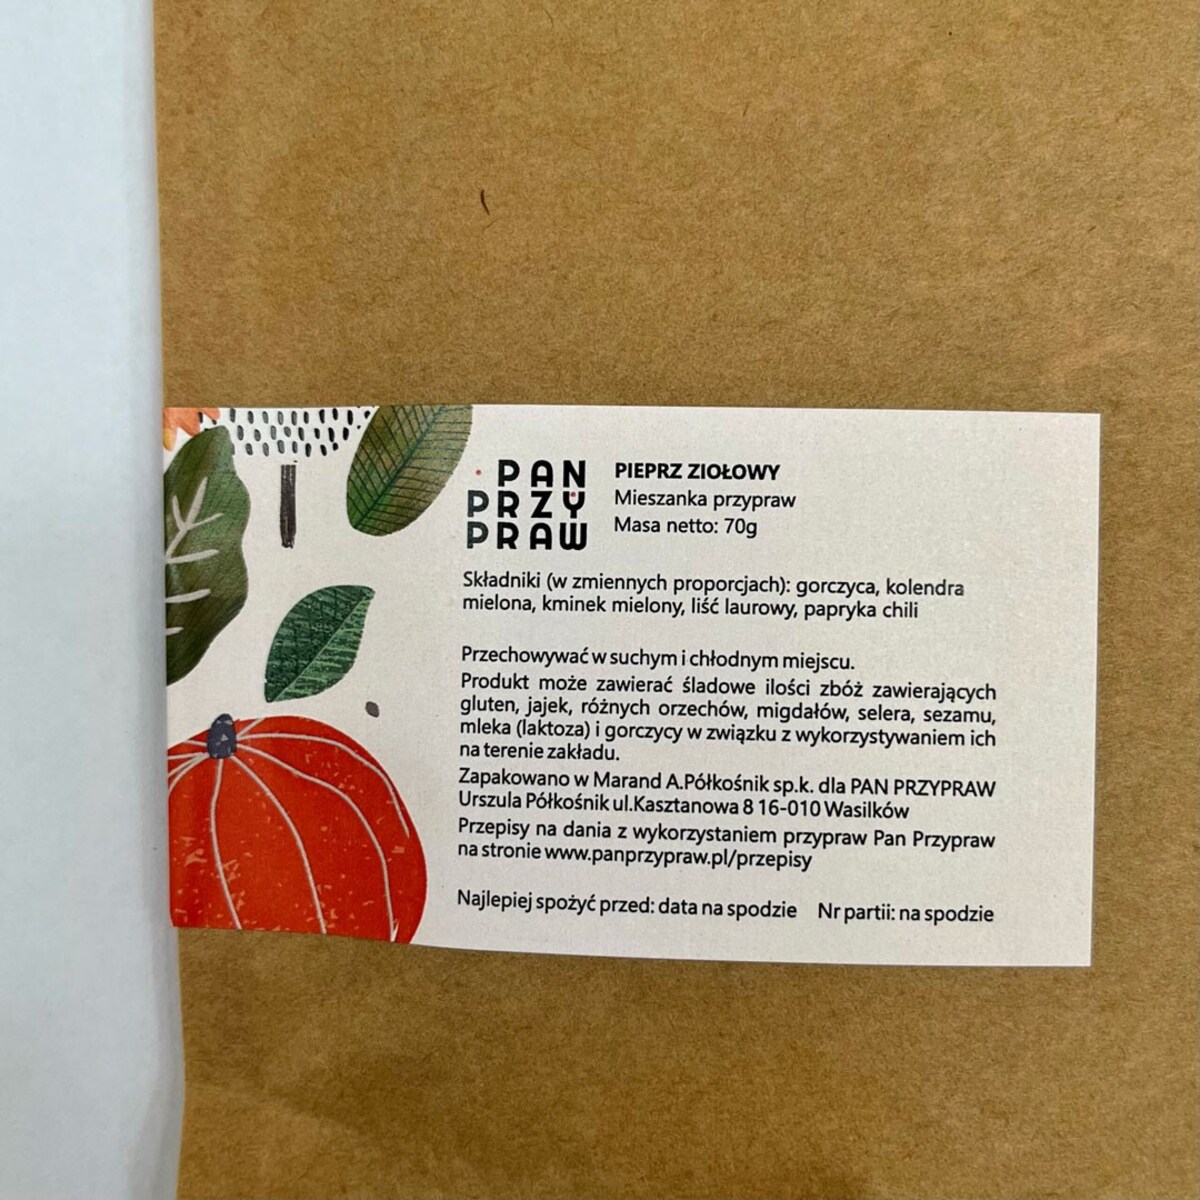 PAN
PRZY
PRAW
PIEPRZ ZIOŁOWY
Mieszanka przypraw
Masa netto: 70g
Składniki (w zmiennych proporcjach): gorczyca, kolendra
mielona, kminek mielony, liść laurowy, papryka chili
Przechowywać w suchym i chłodnym miejscu.
Produkt może zawierać śladowe ilości zbóż zawierających
gluten, jajek, różnych orzechów, migdałów, selera, sezamu,
mleka (laktoza) i gorczycy w związku z wykorzystywaniem ich
na terenie zakładu.
Zapakowano w Marand A.Półkośnik sp.k. dla PAN PRZYPRAW
Urszula Półkośnik ul.Kasztanowa 8 16-010 Wasilków
Przepisy na dania z wykorzystaniem przypraw Pan Przypraw
na stronie www.panprzypraw.pl/przepisy
Najlepiej spożyć przed: data na spodzie Nr partii: na spodzie